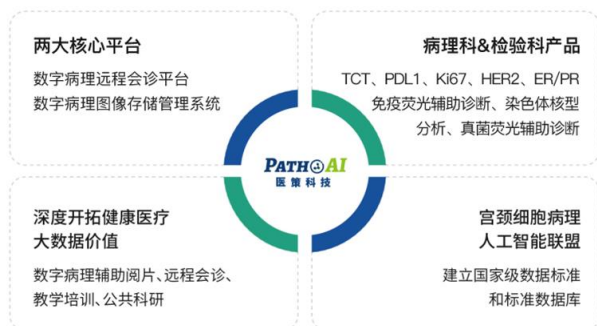 两大核心平台
数字病理远程会诊平台
数字病理图像存储管理系统
病理科&检验科产品
TCT、PDL1、Ki67、HER2、ER/PR
免疫荧光辅助诊断、染色体核型
分析、真菌荧光辅助诊断
PATHOAI
医策科技
深度开拓健康医疗
大数据价值
数字病理辅助阅片、远程会诊、
教学培训、公共科研
宫颈细胞病理
人工智能联盟
建立国家级数据标准
和标准数据库